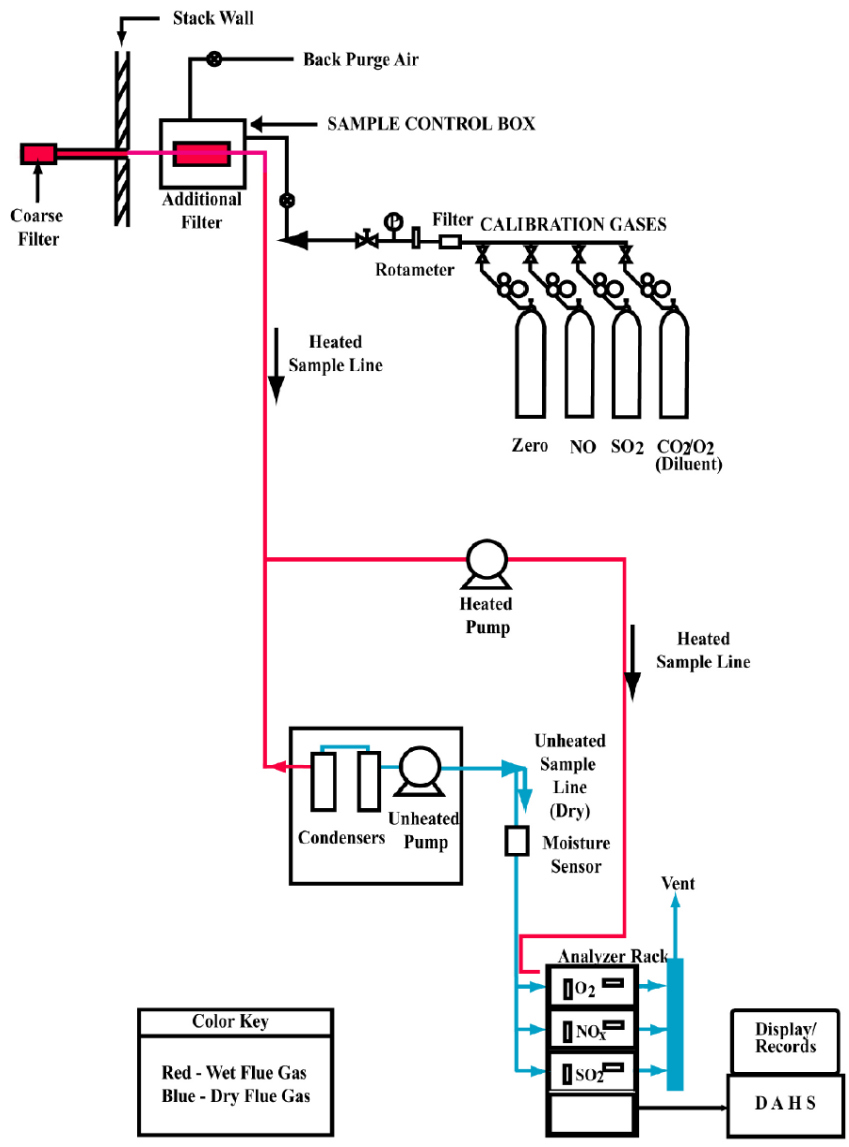 Stack Wall
Back Purge Air
SAMPLE CONTROL BOX
Coarse
Filter
Additional
Filter
Filter
CALIBRATION GASES
Rotameter
P
Heated
Sample Line
Zero
NO
SO2
CO2/O2
(Diluent)
Heated
Pump
Heated
Sample Line
Unheated
Sample
Line
(Dry)
Condensers
Unheated
Pump
Moisture
Sensor
Vent
Analyzer Rack
O2
NOx
SO2
Display/
Records
D A H S
Color Key
Red - Wet Flue Gas
Blue - Dry Flue Gas